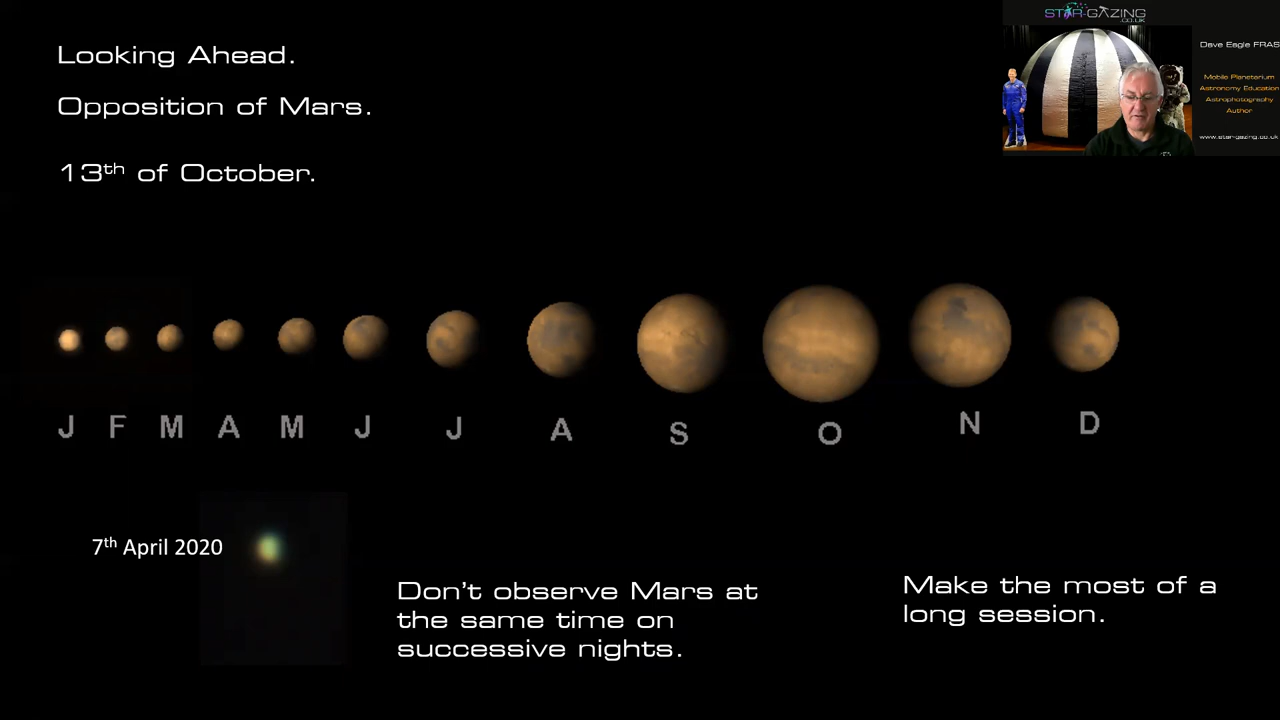 Looking Ahead.
Opposition of Mars.
13th of October.
STAR-GAZING
.CO.UK
Dave Eagle FRAS
Mobile Planetarium
Astronomy Education
Astrophotography
Author
www.star-gazing.co.uk
J F M A M J J A S O N D
7th April 2020
Don't observe Mars at
the same time on
successive nights.
Make the most of a
long session.